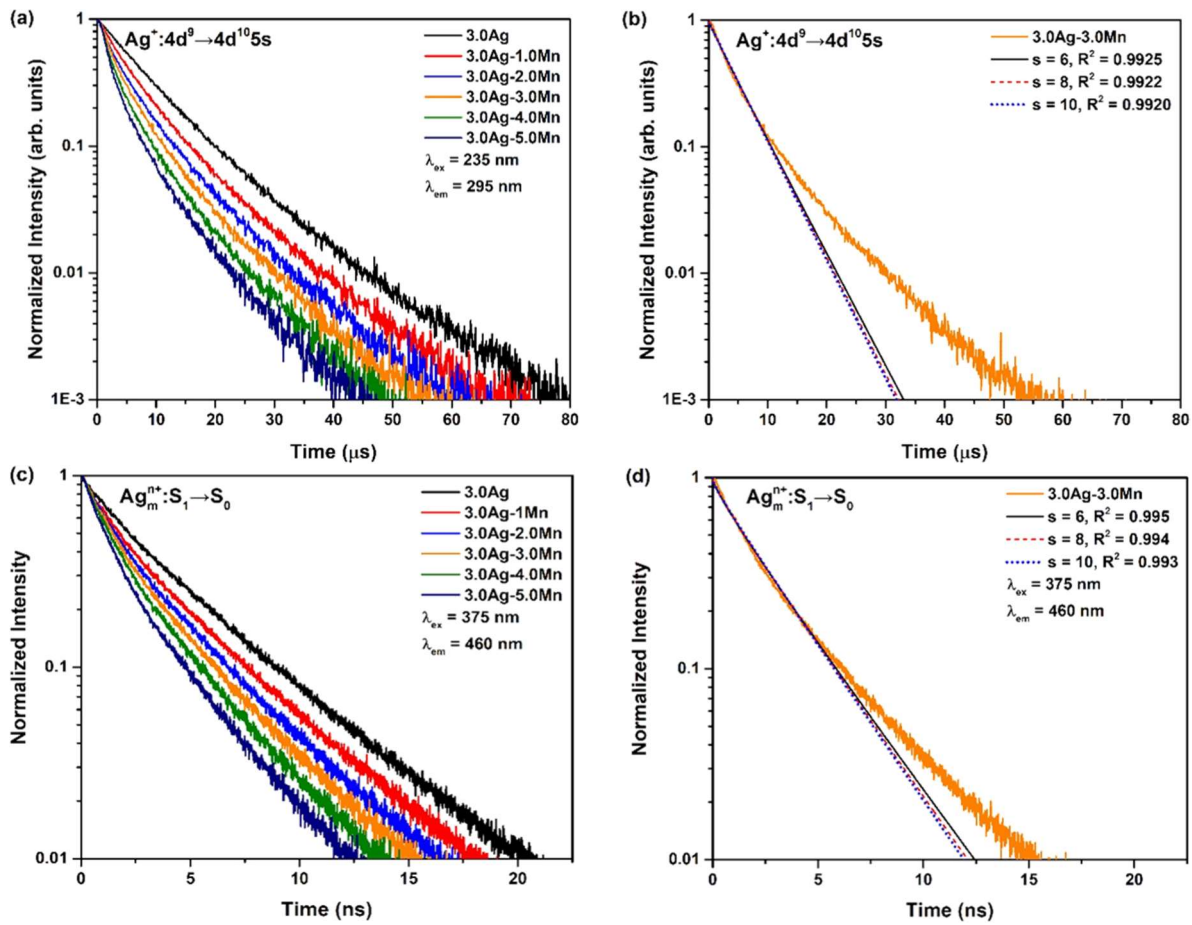 (a)
Ag⁺:4d⁹→4d¹⁰5s
3.0Ag
3.0Ag-1.0Mn
3.0Ag-2.0Mn
3.0Ag-3.0Mn
3.0Ag-4.0Mn
3.0Ag-5.0Mn
λex = 235 nm
λem = 295 nm
Normalized Intensity (arb. units)
1
0.1
0.01
1E-3
0 10 20 30 40 50 60 70 80
Time (μs)
(b)
Ag⁺:4d⁹→4d¹⁰5s
3.0Ag-3.0Mn
s = 6, R² = 0.9925
s = 8, R² = 0.9922
s = 10, R² = 0.9920
Normalized Intensity (arb. units)
1
0.1
0.01
1E-3
0 10 20 30 40 50 60 70 80
Time (μs)
(c)
Agₘⁿ⁺:S₁→S₀
3.0Ag
3.0Ag-1Mn
3.0Ag-2.0Mn
3.0Ag-3.0Mn
3.0Ag-4.0Mn
3.0Ag-5.0Mn
λex = 375 nm
λem = 460 nm
Normalized Intensity
1
0.1
0.01
0 5 10 15 20
Time (ns)
(d)
Agₘⁿ⁺:S₁→S₀
3.0Ag-3.0Mn
s = 6, R² = 0.995
s = 8, R² = 0.994
s = 10, R² = 0.993
λex = 375 nm
λem = 460 nm
Normalized Intensity
1
0.1
0.01
0 5 10 15 20
Time (ns)